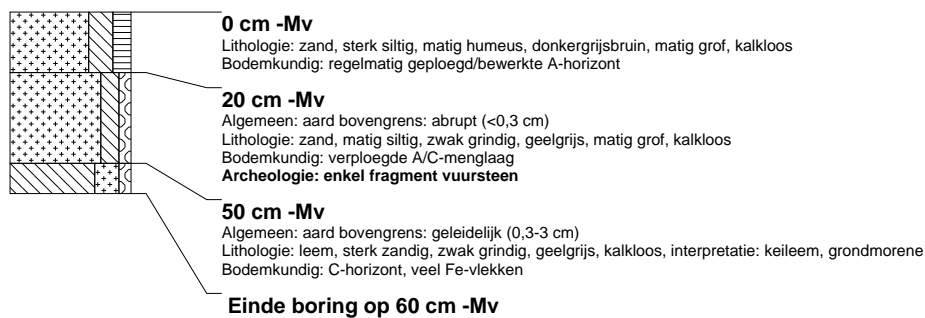 0 cm -Mv
Lithologie: zand, sterk siltig, matig humeus, donkergrijsbruin, matig grof, kalkloos
Bodemkundig: regelmatig geploegd/bewerkte A-horizont
20 cm -Mv
Algemeen: aard bovengrens: abrupt (<0,3 cm)
Lithologie: zand, matig siltig, zwak grindig, geelgrijs, matig grof, kalkloos
Bodemkundig: verploegde A/C-menglaag
Archeologie: enkel fragment vuursteen
50 cm -Mv
Algemeen: aard bovengrens: geleidelijk (0,3-3 cm)
Lithologie: leem, sterk zandig, zwak grindig, geelgrijs, kalkloos, interpretatie: keileem, grondmorene
Bodemkundig: C-horizont, veel Fe-vlekken
Einde boring op 60 cm -Mv